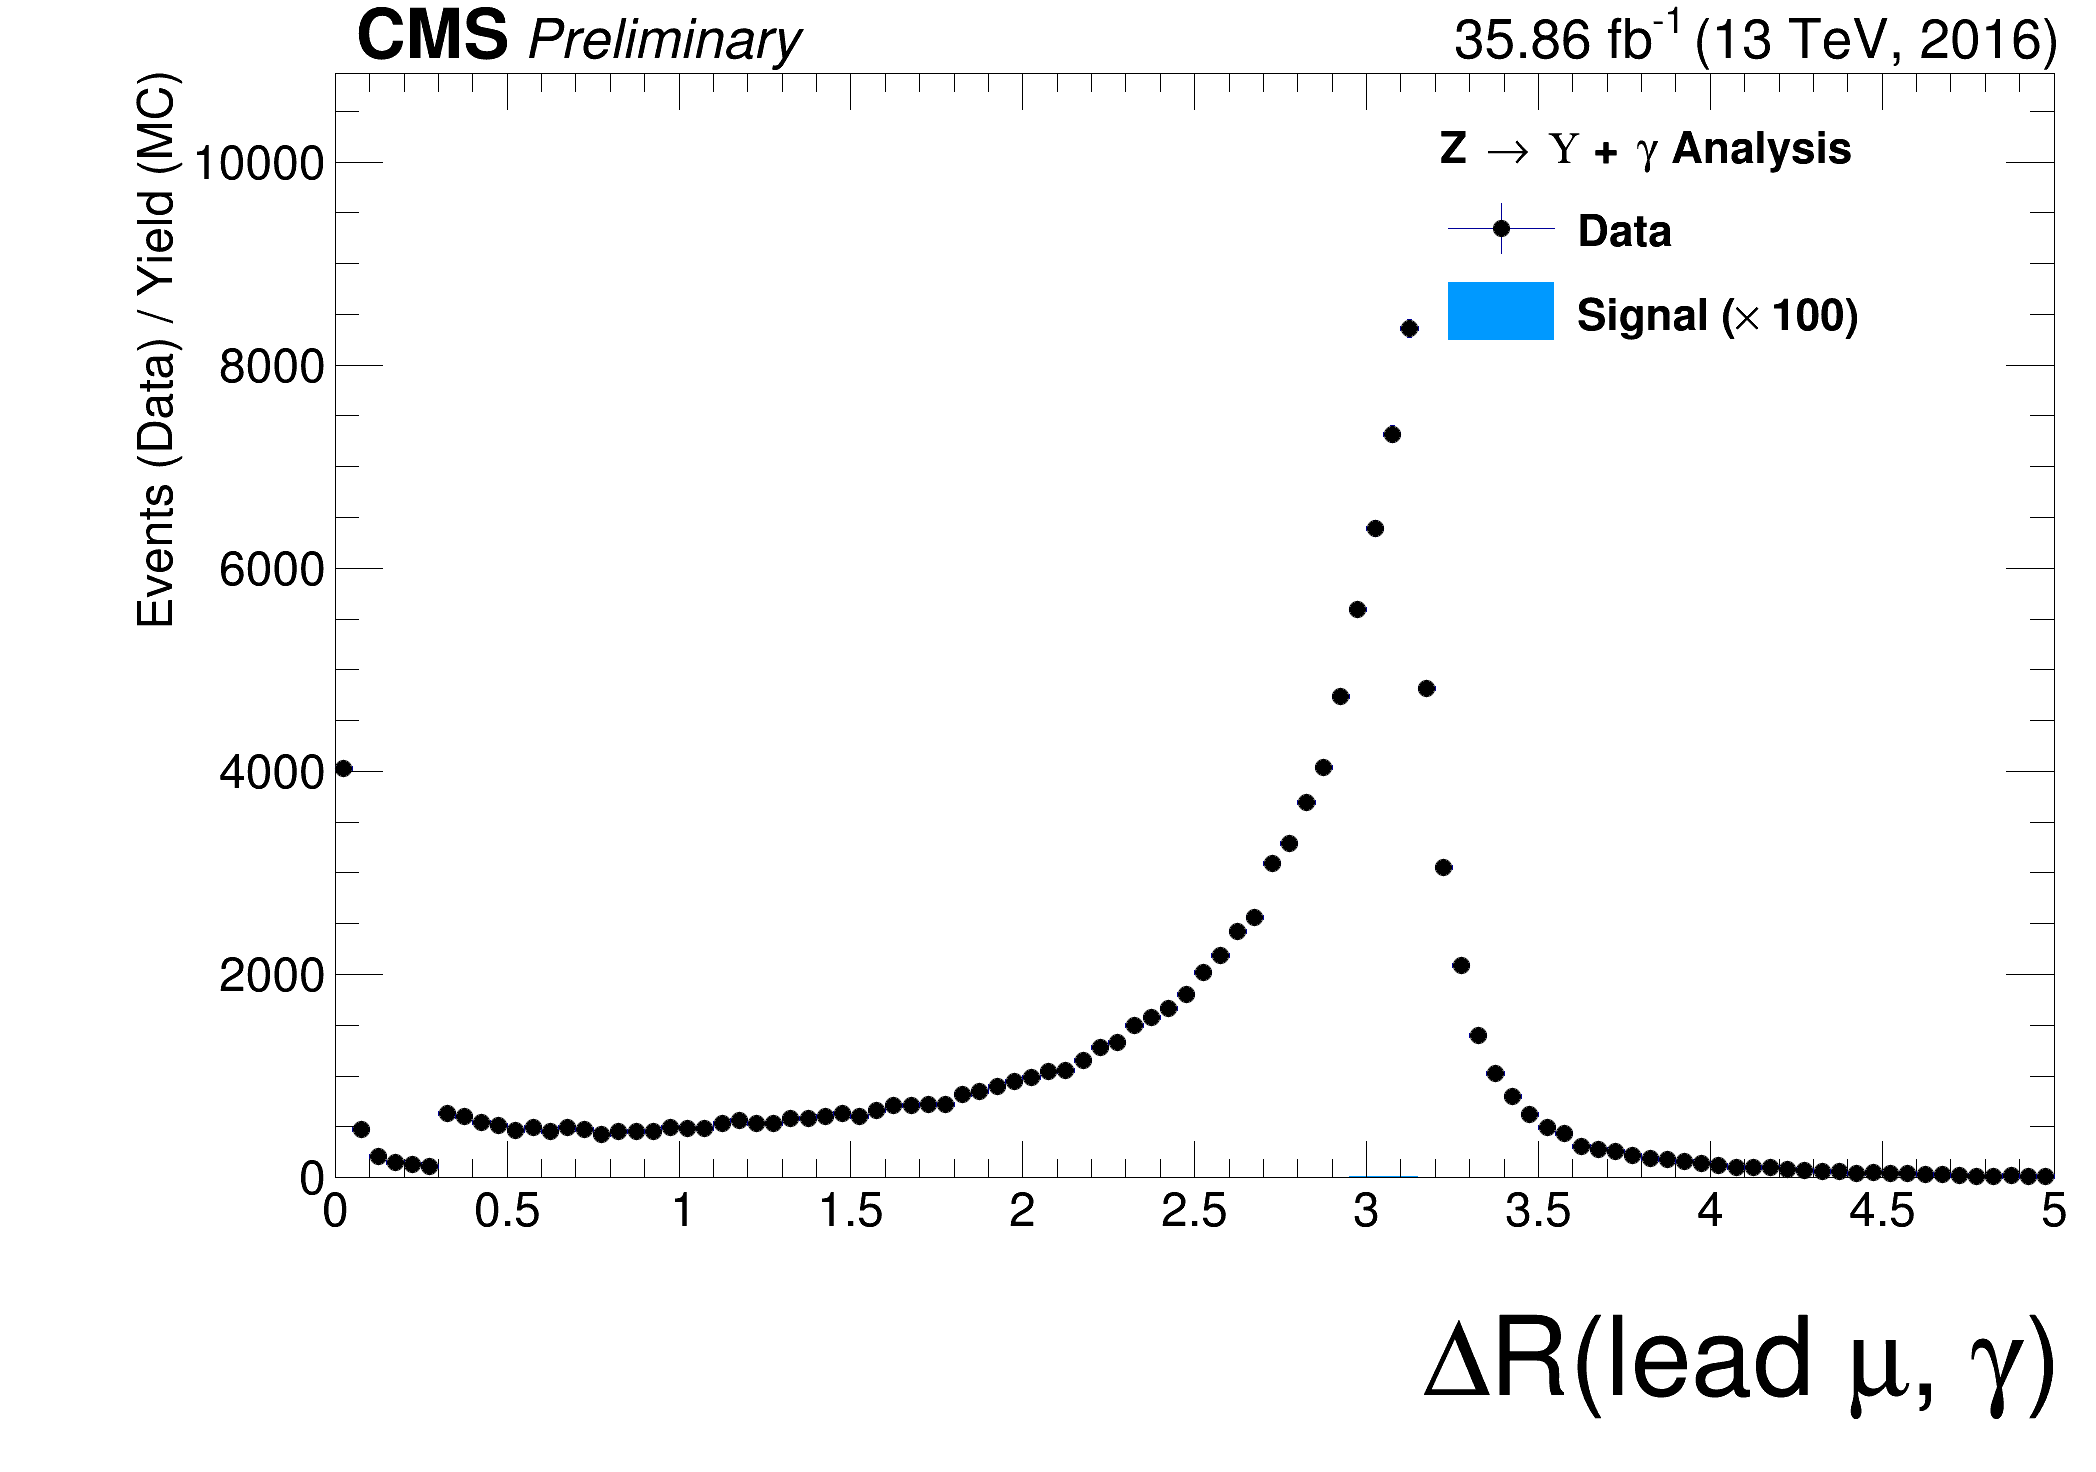 CMS Preliminary
35.86 fb⁻¹ (13 TeV, 2016)
Events (Data) / Yield (MC)
10000
8000
6000
4000
2000
0
Z → Υ + γ Analysis
Data
Signal (× 100)
0 0.5 1 1.5 2 2.5 3 3.5 4 4.5 5
ΔR(lead μ, γ)